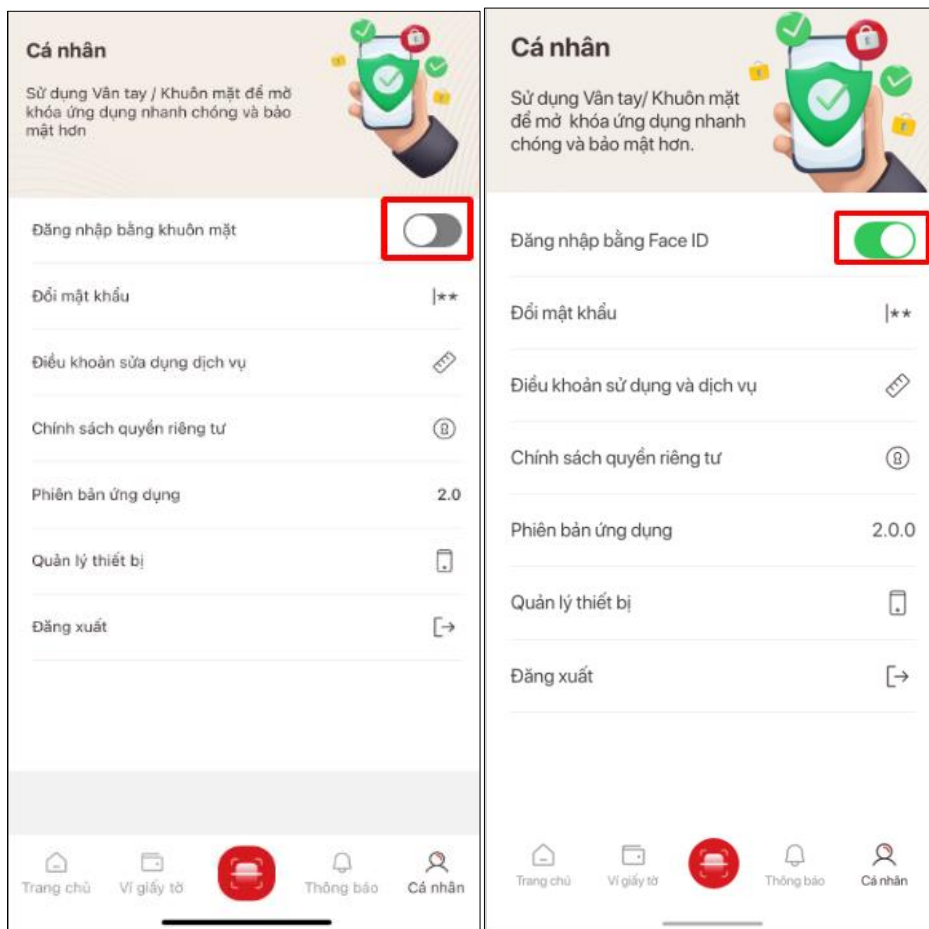 Cá nhân
Sử dụng Vân tay / Khuôn mặt để mở
khóa ứng dụng nhanh chóng và bảo
mật hơn
Đăng nhập bằng khuôn mặt
Đổi mật khẩu
|**
Điều khoản sửa dụng dịch vụ
Chính sách quyền riêng tư
Phiên bản ứng dụng
2.0
Quản lý thiết bị
Đăng xuất
Trang chủ
Ví giấy tờ
Thông báo
Cá nhân
Cá nhân
Sử dụng Vân tay/ Khuôn mặt
để mở khóa ứng dụng nhanh
chóng và bảo mật hơn.
Đăng nhập bằng Face ID
Đổi mật khẩu
|**
Điều khoản sử dụng và dịch vụ
Chính sách quyền riêng tư
Phiên bản ứng dụng
2.0.0
Quản lý thiết bị
Đăng xuất
Trang chủ
Ví giấy tờ
Thông báo
Cá nhân